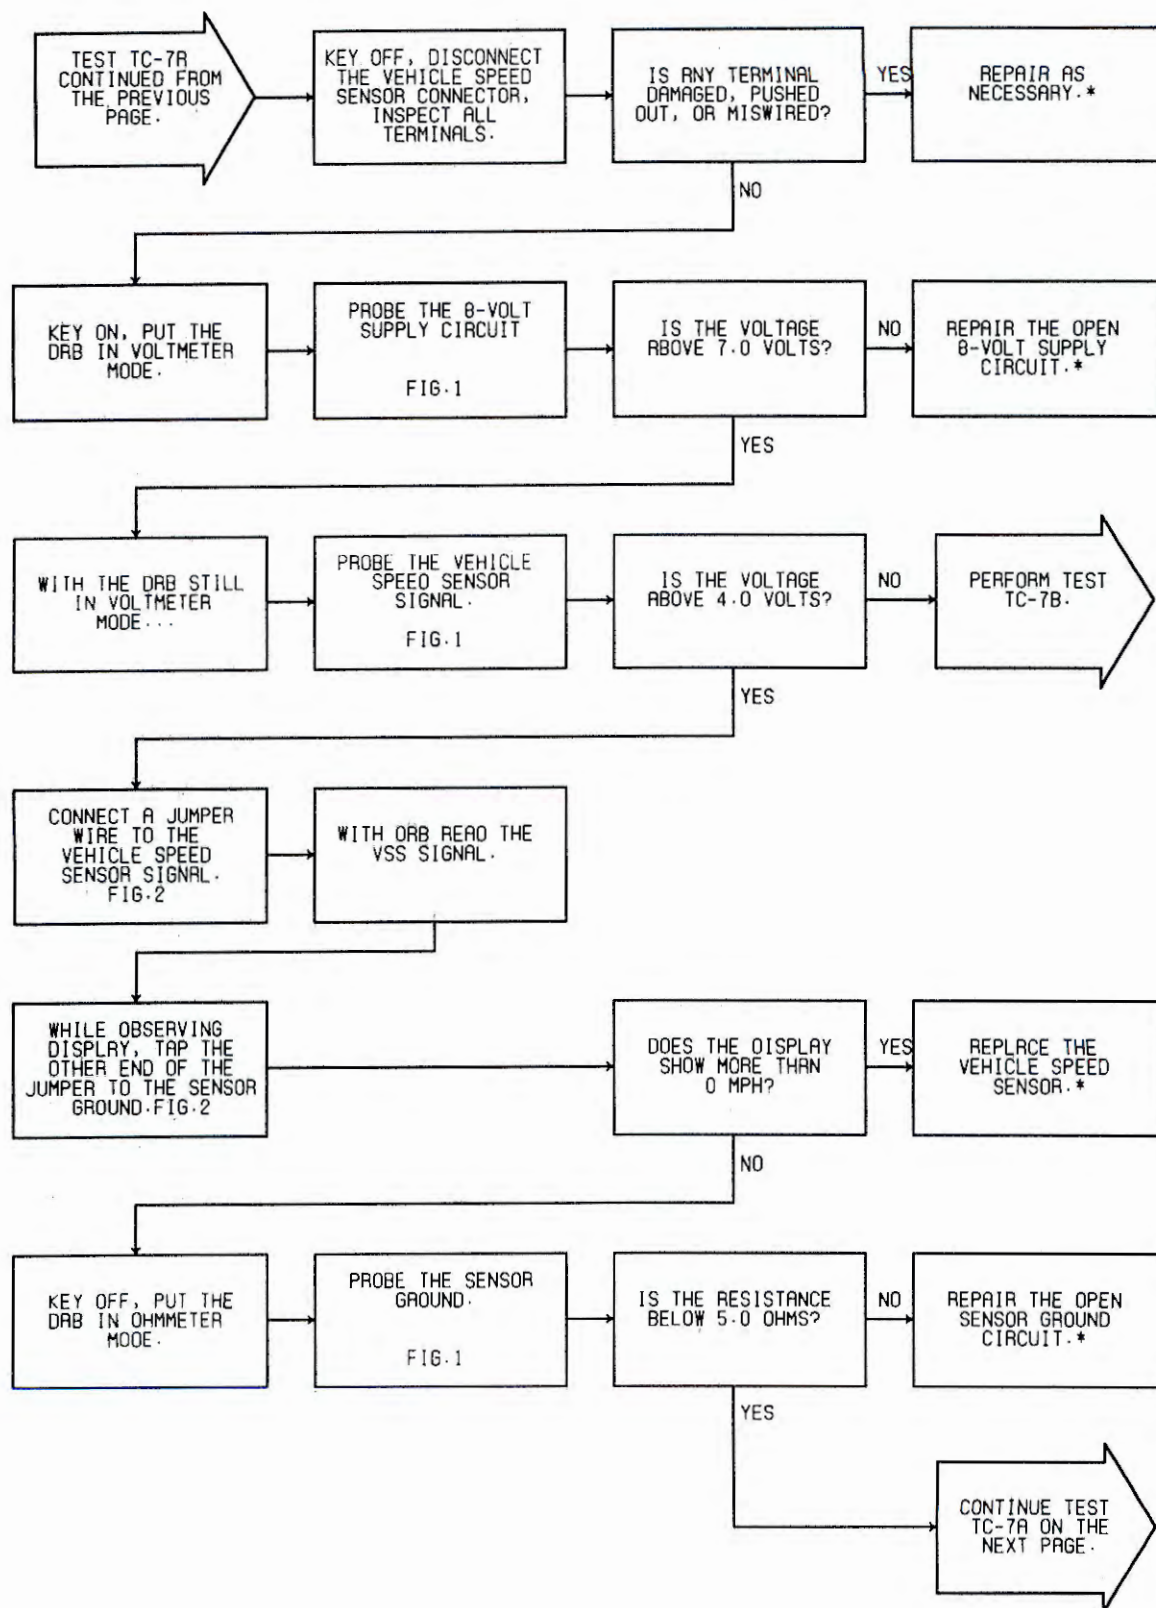 TEST TC-7A
CONTINUED FROM
THE PREVIOUS
PAGE.
KEY OFF, DISCONNECT
THE VEHICLE SPEED
SENSOR CONNECTOR,
INSPECT ALL
TERMINALS.
IS ANY TERMINAL
DAMAGED, PUSHED
OUT, OR MISWIRED?
YES
REPAIR AS
NECESSARY.*
NO
KEY ON, PUT THE
DRB IN VOLTMETER
MODE.
PROBE THE 8-VOLT
SUPPLY CIRCUIT
FIG.1
IS THE VOLTAGE
ABOVE 7.0 VOLTS?
NO
REPAIR THE OPEN
8-VOLT SUPPLY
CIRCUIT.*
YES
WITH THE DRB STILL
IN VOLTMETER
MODE...
PROBE THE VEHICLE
SPEED SENSOR
SIGNAL.
FIG.1
IS THE VOLTAGE
ABOVE 4.0 VOLTS?
NO
PERFORM TEST
TC-7B.
YES
CONNECT A JUMPER
WIRE TO THE
VEHICLE SPEED
SENSOR SIGNAL.
FIG.2
WITH DRB READ THE
VSS SIGNAL.
WHILE OBSERVING
DISPLAY, TAP THE
OTHER END OF THE
JUMPER TO THE SENSOR
GROUND.FIG.2
DOES THE DISPLAY
SHOW MORE THAN
0 MPH?
YES
REPLACE THE
VEHICLE SPEED
SENSOR.*
NO
KEY OFF, PUT THE
DRB IN OHMMETER
MODE.
PROBE THE SENSOR
GROUND.
FIG.1
IS THE RESISTANCE
BELOW 5.0 OHMS?
NO
REPAIR THE OPEN
SENSOR GROUND
CIRCUIT.*
YES
CONTINUE TEST
TC-7A ON THE
NEXT PAGE.